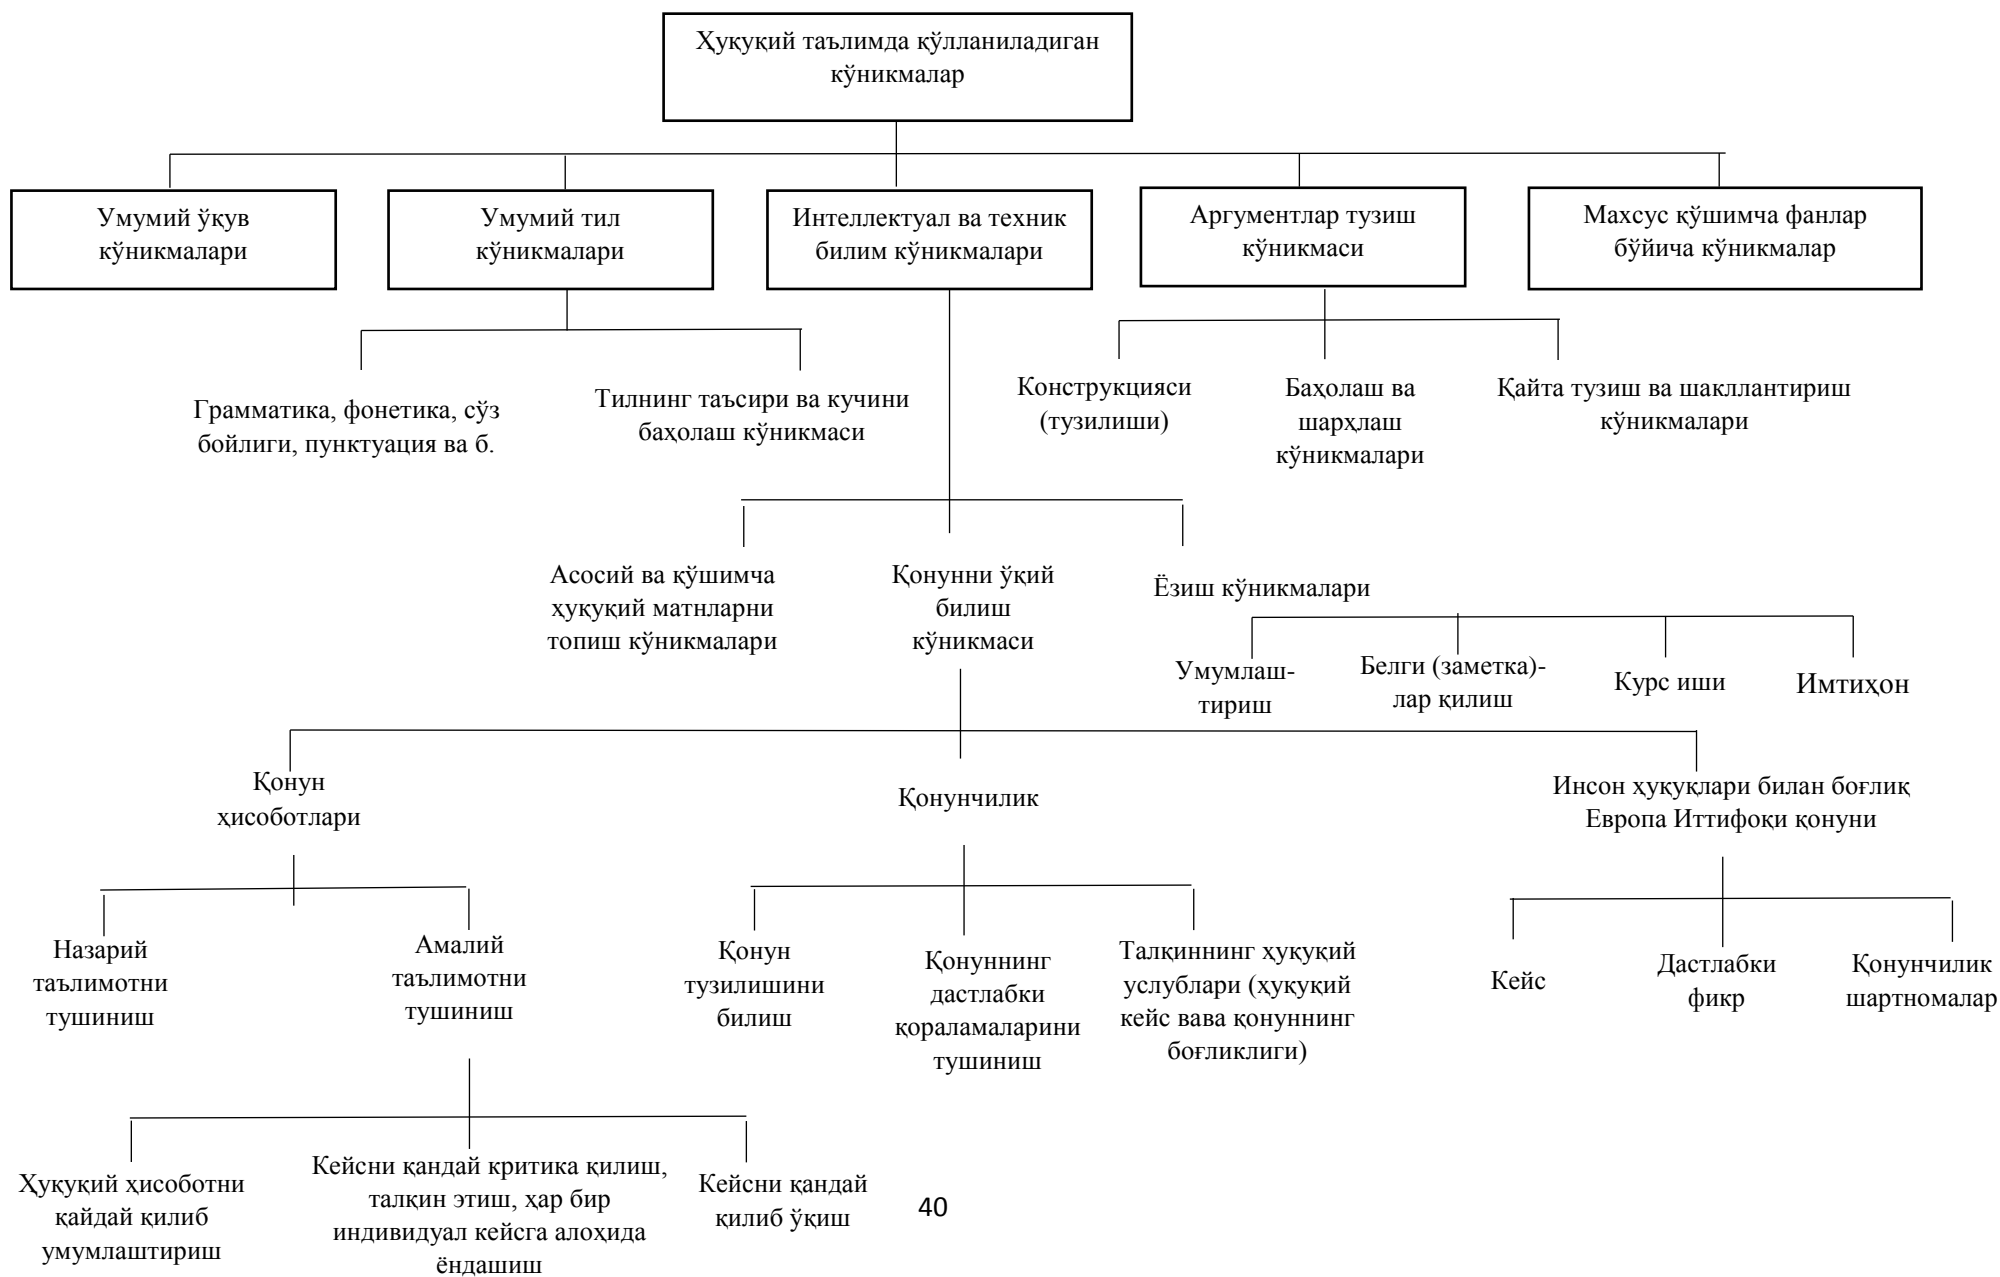 Ҳуқуқий таълимда қўлланиладиган
кўникмалар
Умумий ўқув
кўникмалари
Умумий тил
кўникмалари
Интеллектуал ва техник
билим кўникмалари
Аргументлар тузиш
кўникмаси
Махсус қўшимча фанлар
бўйича кўникмалар
Грамматика, фонетика, сўз
бойлиги, пунктуация ва б.
Тилнинг таъсири ва кучини
баҳолаш кўникмаси
Конструкцияси
(тузилиши)
Баҳолаш ва
шарҳлаш
кўникмалари
Қайта тузиш ва шакллантириш
кўникмалари
Асосий ва қўшимча
ҳуқуқий матнларни
топиш кўникмалари
Қонунни ўқий
билиш
кўникмаси
Ёзиш кўникмалари
Умумлаш-
тириш
Белги (заметка)-
лар қилиш
Курс иши
Имтиҳон
Қонун
ҳисоботлари
Қонунчилик
Инсон ҳуқуқлари билан боғлиқ
Европа Иттифоқи қонуни
Назарий
таълимотни
тушиниш
Амалий
таълимотни
тушиниш
Қонун
тузилишини
билиш
Қонуннинг
дастлабки
қораламаларини
тушиниш
Талқиннинг ҳуқуқий
услублари (ҳуқуқий
кейс вава қонуннинг
боғликлиги)
Кейс
Дастлабки
фикр
Қонунчилик
шартномалар
Ҳуқуқий ҳисоботни
қайдай қилиб
умумлаштириш
Кейсни қандай критика қилиш,
талқин этиш, ҳар бир
индивидуал кейсга алоҳида
ёндашиш
Кейсни қандай
қилиб ўқиш
40